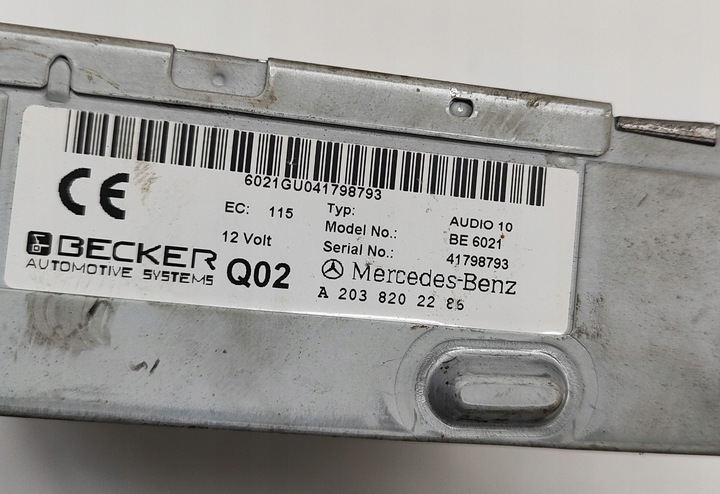 6021GU041798793
CE
EC: 115
12 Volt
Typ: AUDIO 10
Model No.: BE 6021
Serial No.: 41798793
BECKER
AUTOMOTIVE SYSTEMS
Q02
Mercedes-Benz
A 203 820 22 86